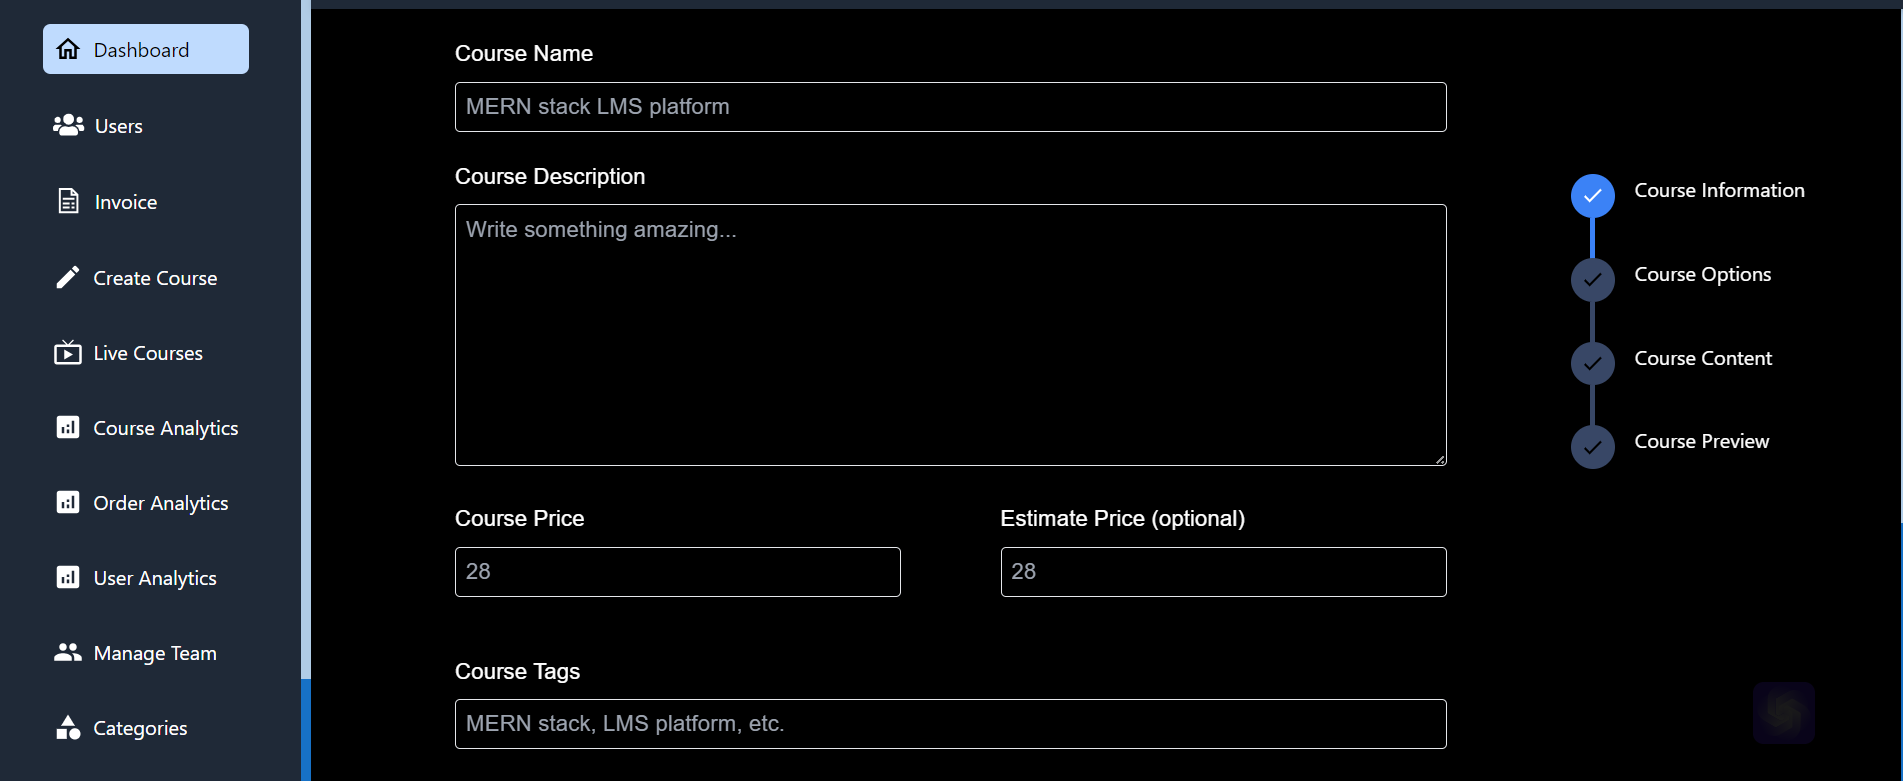 Dashboard
Users
Invoice
Create Course
Live Courses
Course Analytics
Order Analytics
User Analytics
Manage Team
Categories
Course Name
MERN stack LMS platform
Course Description
Write something amazing...
Course Price
Estimate Price (optional)
28
28
Course Tags
MERN stack, LMS platform, etc.
Course Information
Course Options
Course Content
Course Preview